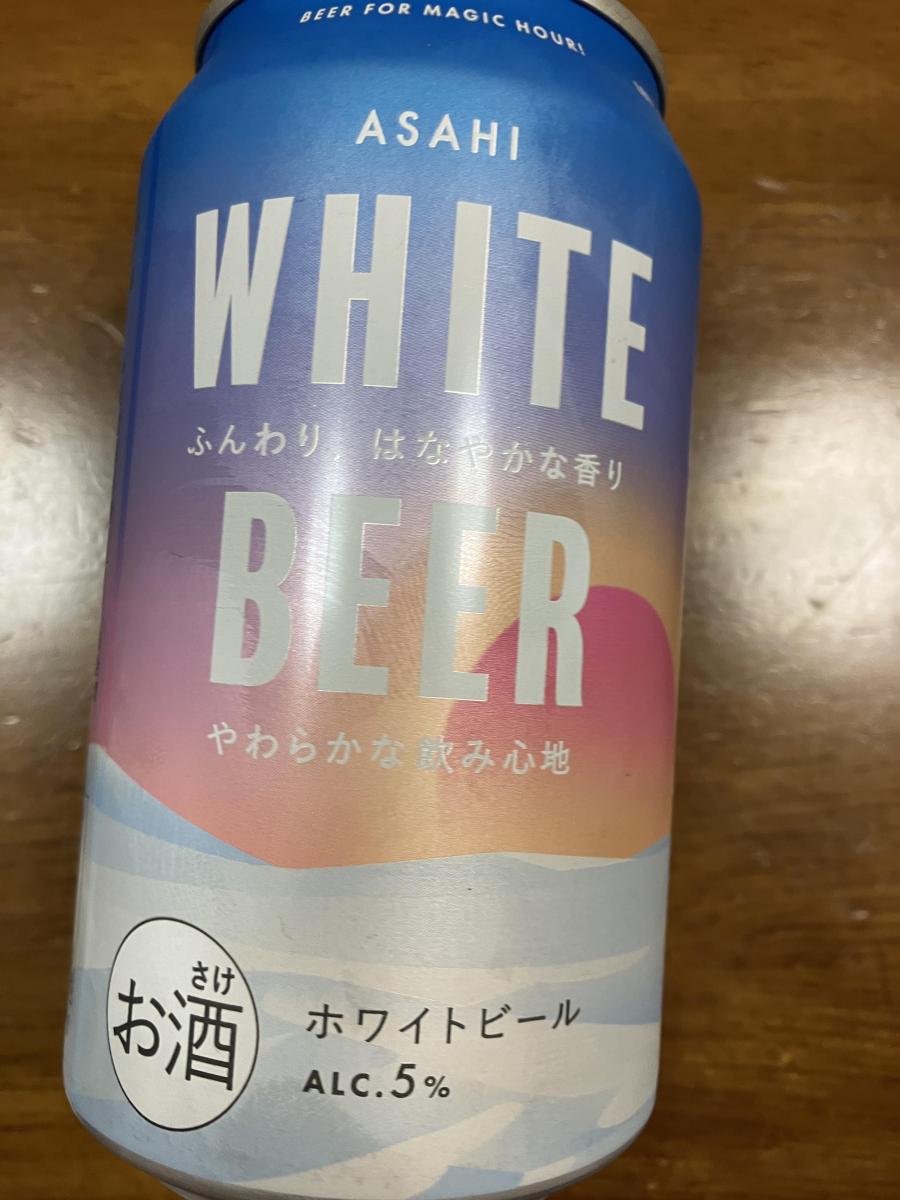 BEER FOR MAGIC HOUR!
ASAHI
WHITE
ふんわり、はなやかな香り
BEER
やわらかな飲み心地
さけ
お酒
ホワイトビール
ALC.5%